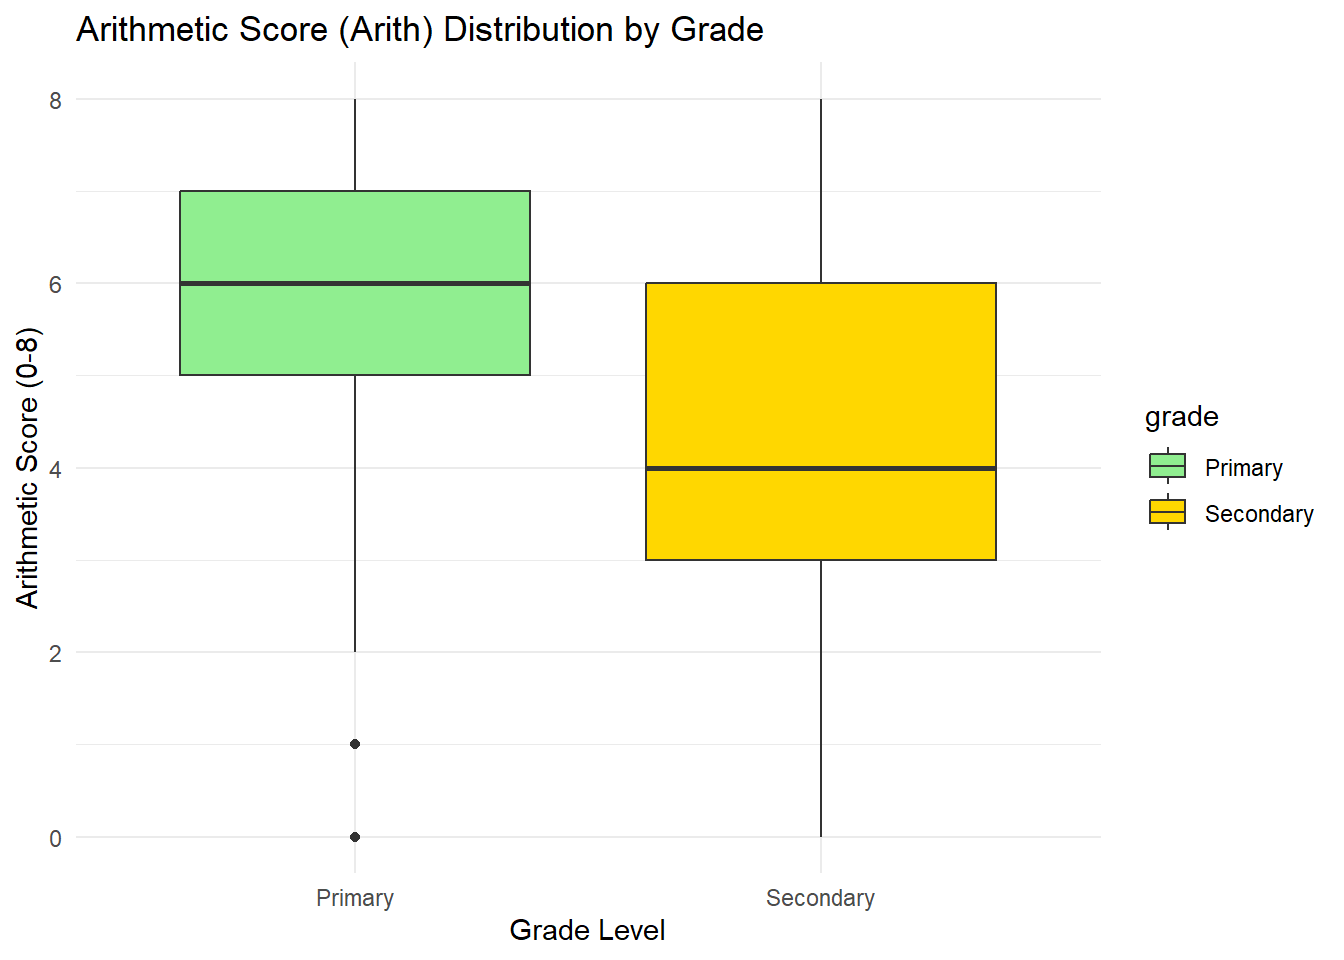 Arithmetic Score (Arith) Distribution by Grade
Arithmetic Score (0-8)
8
6
4
2
0
Primary
Secondary
Grade Level
grade
Primary
Secondary